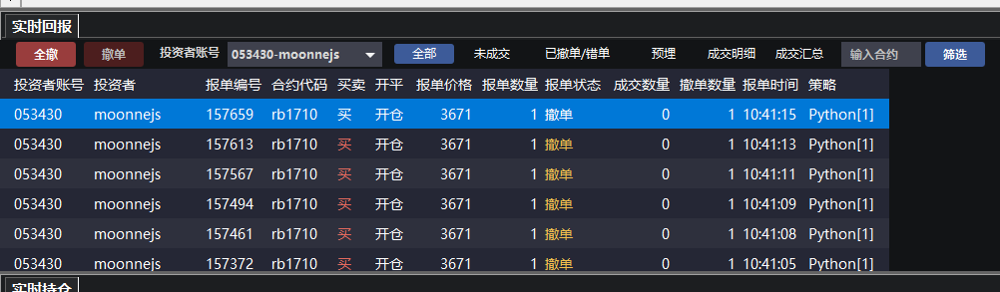 实时回报
全撤 撤单 投资者账号 053430-moonnejs 全部 未成交 已撤单/错单 预埋 成交明细 成交汇总 输入合约 筛选
投资者账号 投资者 报单编号 合约代码 买卖 开平 报单价格 报单数量 报单状态 成交数量 撤单数量 报单时间 策略
053430 moonnejs 157659 rb1710 买 开仓 3671 1 撤单 0 1 10:41:15 Python[1]
053430 moonnejs 157613 rb1710 买 开仓 3671 1 撤单 0 1 10:41:13 Python[1]
053430 moonnejs 157567 rb1710 买 开仓 3671 1 撤单 0 1 10:41:11 Python[1]
053430 moonnejs 157494 rb1710 买 开仓 3671 1 撤单 0 1 10:41:09 Python[1]
053430 moonnejs 157461 rb1710 买 开仓 3671 1 撤单 0 1 10:41:08 Python[1]
053430 moonnejs 157372 rb1710 买 开仓 3671 1 撤单 0 1 10:41:05 Python[1]
实时持仓